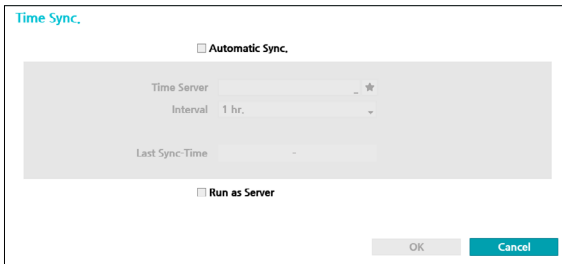 Time Sync.
Automatic Sync.
Time Server
Interval 1 hr.
Last Sync-Time -
Run as Server
OK Cancel